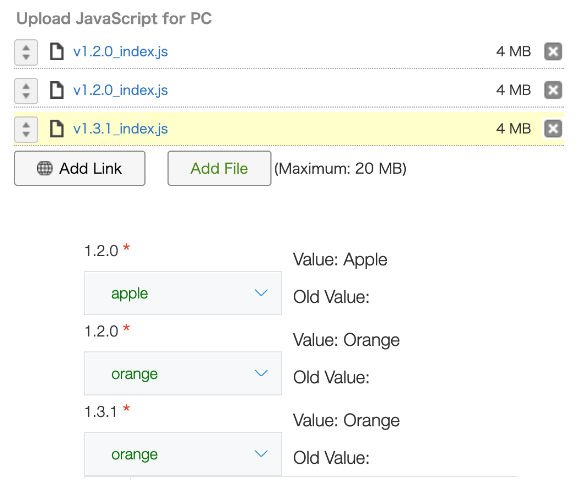 Upload JavaScript for PC
v1.2.0_index.js 4 MB
v1.2.0_index.js 4 MB
v1.3.1_index.js 4 MB
Add Link Add File (Maximum: 20 MB)
1.2.0 *
Value: Apple
apple
Old Value:
1.2.0 *
Value: Orange
orange
Old Value:
1.3.1 *
Value: Orange
orange
Old Value: